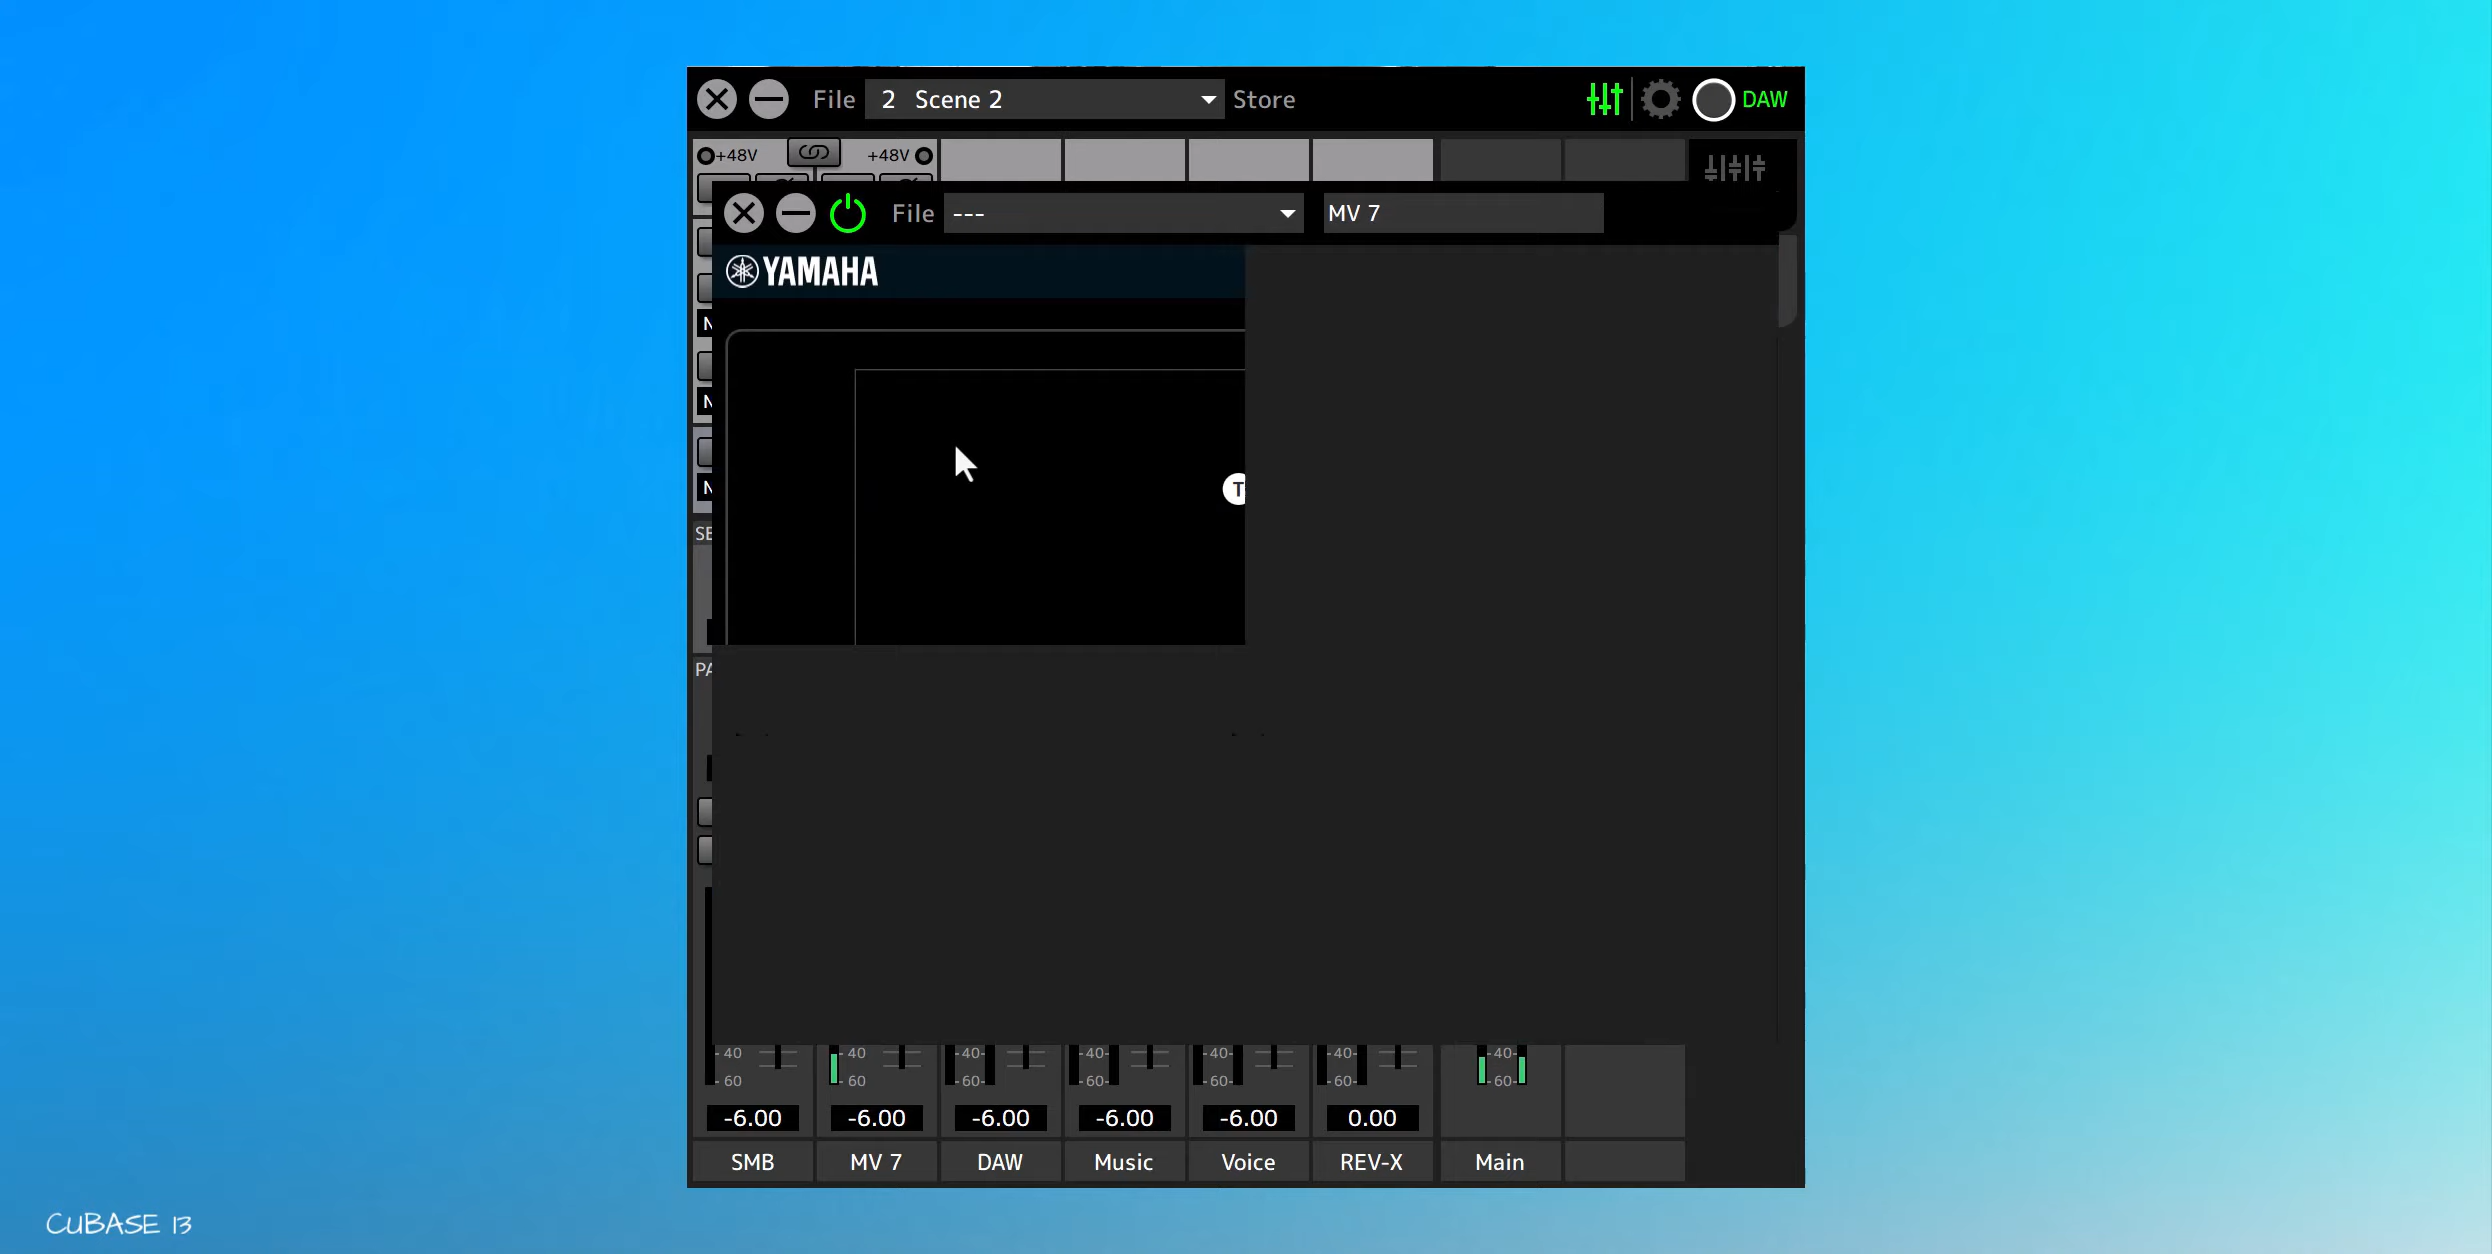 File 2 Scene 2 Store DAW
+48V +48V
File --- MV 7
YAMAHA
N
N
T
N
SE
PA
40 40 40 40 40 40 40
60 60 60 60 60 60 60
-6.00 -6.00 -6.00 -6.00 -6.00 0.00
SMB MV 7 DAW Music Voice REV-X Main
CUBASE 13